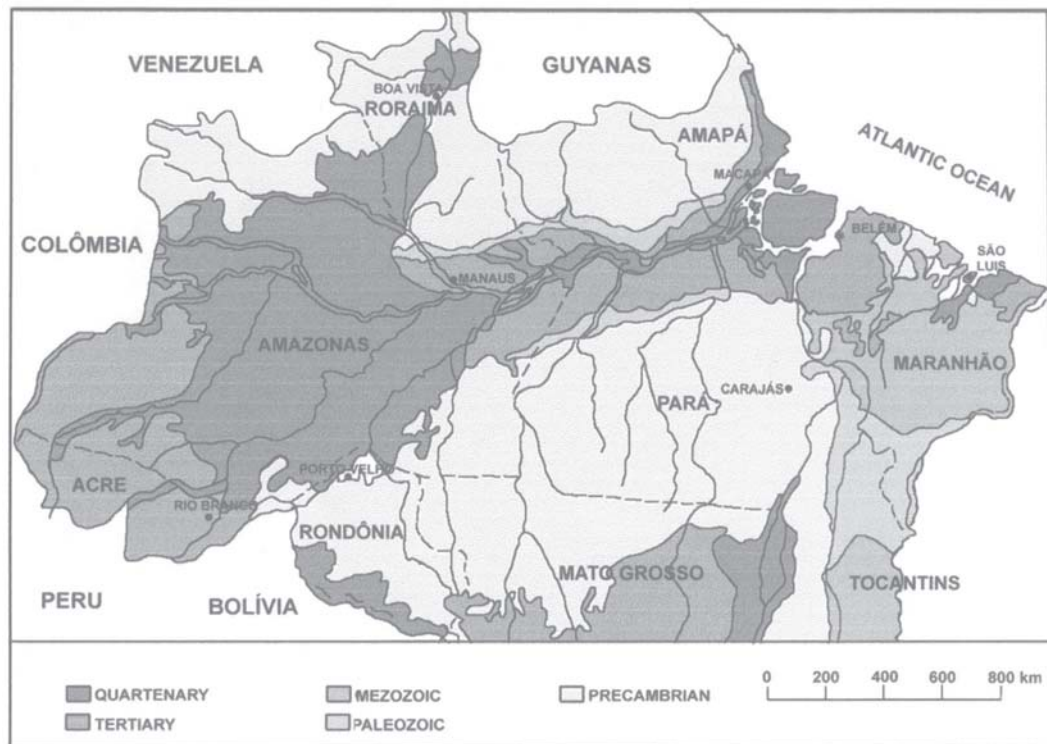 VENEZUELA
GUYANAS
BOA VISTA
RORAIMA
AMAPÁ
ATLANTIC OCEAN
MACAPÁ
COLÔMBIA
BELÉM
SÃO
LUIS
MANAUS
AMAZONAS
MARANHÃO
PARÁ
CARAJÁS
PORTO VELHO
ACRE
RIO BRANCO
RONDÔNIA
MATO GROSSO
TOCANTINS
PERU
BOLÍVIA
QUARTENARY
MEZOZOIC
PRECAMBRIAN
0 200 400 600 800 km
TERTIARY
PALEOZOIC